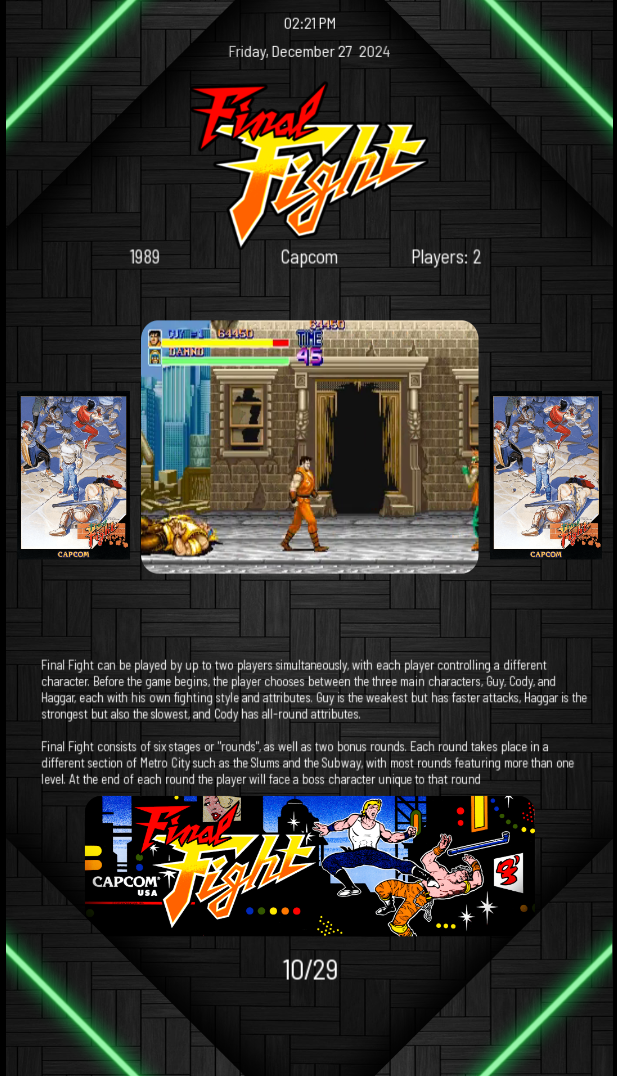 02:21 PM
Friday, December 27 2024
Final
Fight
1989 Capcom Players: 2
64450
64450
TIME
45
Final Fight
Final Fight
CAPCOM
CAPCOM
Final Fight can be played by up to two players simultaneously, with each player controlling a different
character. Before the game begins, the player chooses between the three main characters, Guy, Cody, and
Haggar, each with his own fighting style and attributes. Guy is the weakest but has faster attacks, Haggar is the
strongest but also the slowest, and Cody has all-round attributes.
Final Fight consists of six stages or "rounds", as well as two bonus rounds. Each round takes place in a
different section of Metro City such as the Slums and the Subway, with most rounds featuring more than one
level. At the end of each round the player will face a boss character unique to that round
Final
Fight
CAPCOM
USA
10/29